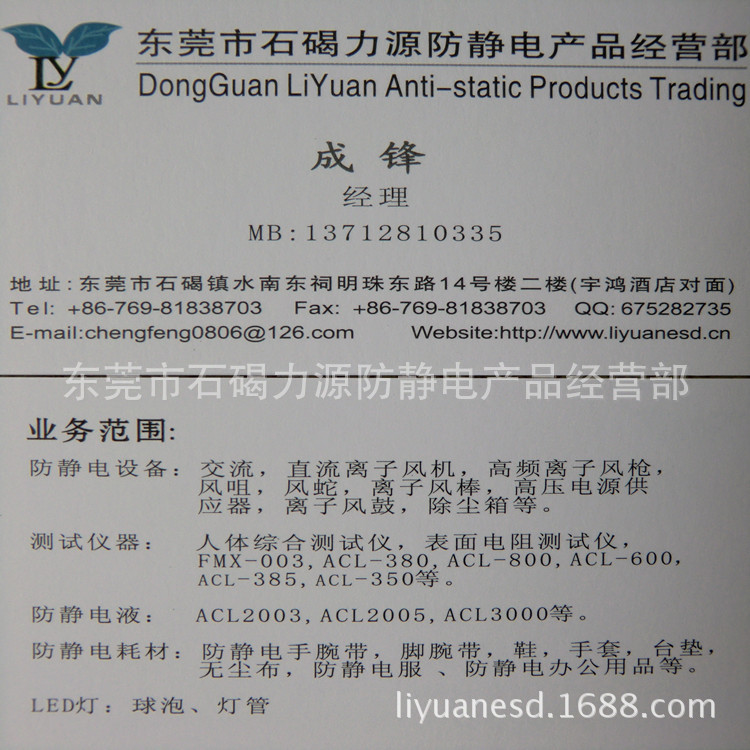 LY
LIYUAN
东莞市石碣力源防静电产品经营部
DongGuan LiYuan Anti-static Products Trading
成 锋
经理
MB:13712810335
地址:东莞市石碣镇水南东祠明珠东路14号楼二楼(宇鸿酒店对面)
Tel: +86-769-81838703 Fax: +86-769-81838703 QQ: 675282735
E-mail:chengfeng0806@126.com Website:http//www.liyuanesd.cn
东莞市石碣力源防静电产品经营部
业务范围:
防静电设备：交流，直流离子风机，高频离子风枪，
风咀，风蛇，离子风棒，高压电源供
应器，离子风鼓，除尘箱等。
测试仪器：人体综合测试仪，表面电阻测试仪，
FMX-003,ACL-380,ACL-800,ACL-600,
ACL-385,ACL-350等。
防静电液：ACL2003,ACL2005,ACL3000等。
防静电耗材：防静电手腕带，脚腕带，鞋，手套，台垫，
无尘布，防静电服、防静电办公用品等。
LED灯：球泡、灯管
liyuanesd.1688.com